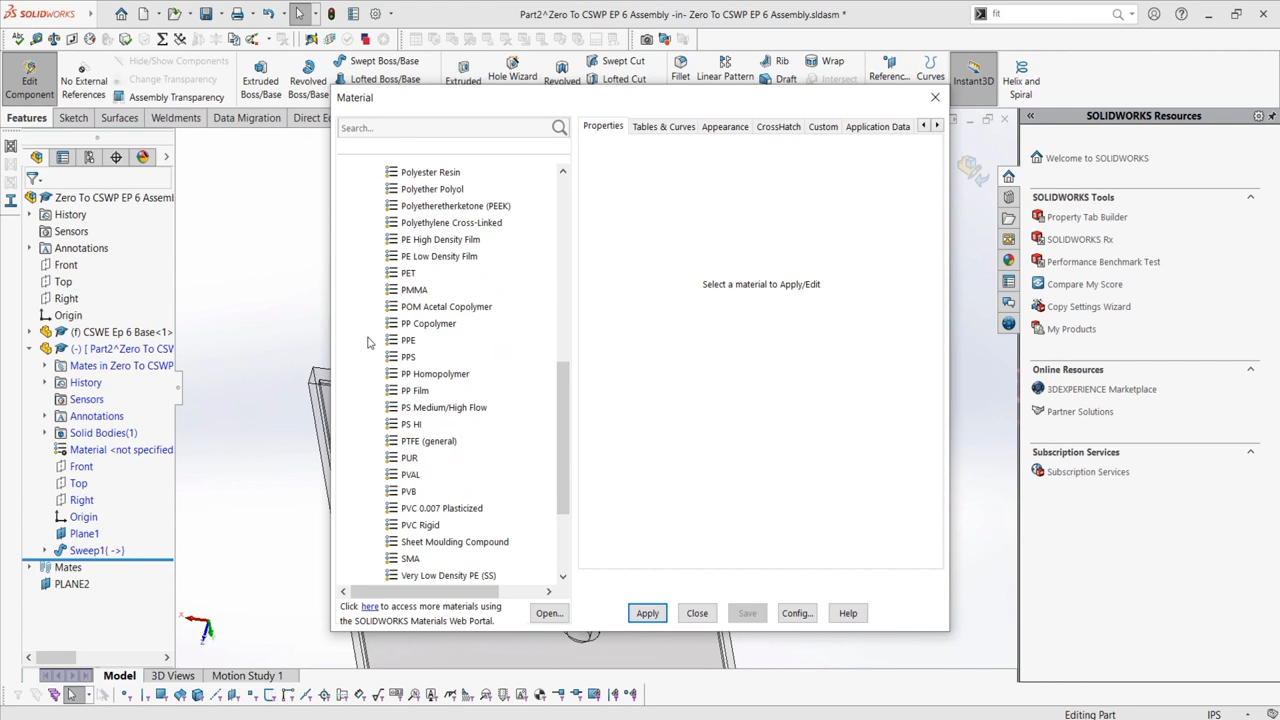 SOLIDWORKS
Part2^Zero To CSWP EP 6 Assembly -in- Zero To CSWP EP 6 Assembly.sldasm *
fit
Edit Component
No External References
Hide/Show Components
Change Transparency
Assembly Transparency
Extruded Boss/Base
Revolved Boss/Base
Swept Boss/Base
Lofted Boss/Base
Extruded
Hole Wizard
Revolved
Swept Cut
Lofted Cut
Fillet
Linear Pattern
Rib
Draft
Wrap
Intersect
Referenc...
Curves
Instant3D
Helix and Spiral
Features
Sketch
Surfaces
Weldments
Data Migration
Direct Ed
Zero To CSWP EP 6 Assembl
History
Sensors
Annotations
Front
Top
Right
Origin
(f) CSWE Ep 6 Base<1>
(-) [ Part2^Zero To CSV
Mates in Zero To CSWP
History
Sensors
Annotations
Solid Bodies(1)
Material <not specified
Front
Top
Right
Origin
Plane1
Sweep1{ ->}
Mates
PLANE2
Material
Search...
Polyester Resin
Polyether Polyol
Polyetheretherketone (PEEK)
Polyethylene Cross-Linked
PE High Density Film
PE Low Density Film
PET
PMMA
POM Acetal Copolymer
PP Copolymer
PPE
PPS
PP Homopolymer
PP Film
PS Medium/High Flow
PS HI
PTFE (general)
PUR
PVAL
PVB
PVC 0.007 Plasticized
PVC Rigid
Sheet Moulding Compound
SMA
Very Low Density PE (SS)
Click here to access more materials using
the SOLIDWORKS Materials Web Portal.
Open...
Properties
Tables & Curves
Appearance
CrossHatch
Custom
Application Data
Select a material to Apply/Edit
Apply
Close
Save
Config...
Help
SOLIDWORKS Resources
Welcome to SOLIDWORKS
SOLIDWORKS Tools
Property Tab Builder
SOLIDWORKS Rx
Performance Benchmark Test
Compare My Score
Copy Settings Wizard
My Products
Online Resources
3DEXPERIENCE Marketplace
Partner Solutions
Subscription Services
Subscription Services
Model
3D Views
Motion Study 1
Editing Part
IPS